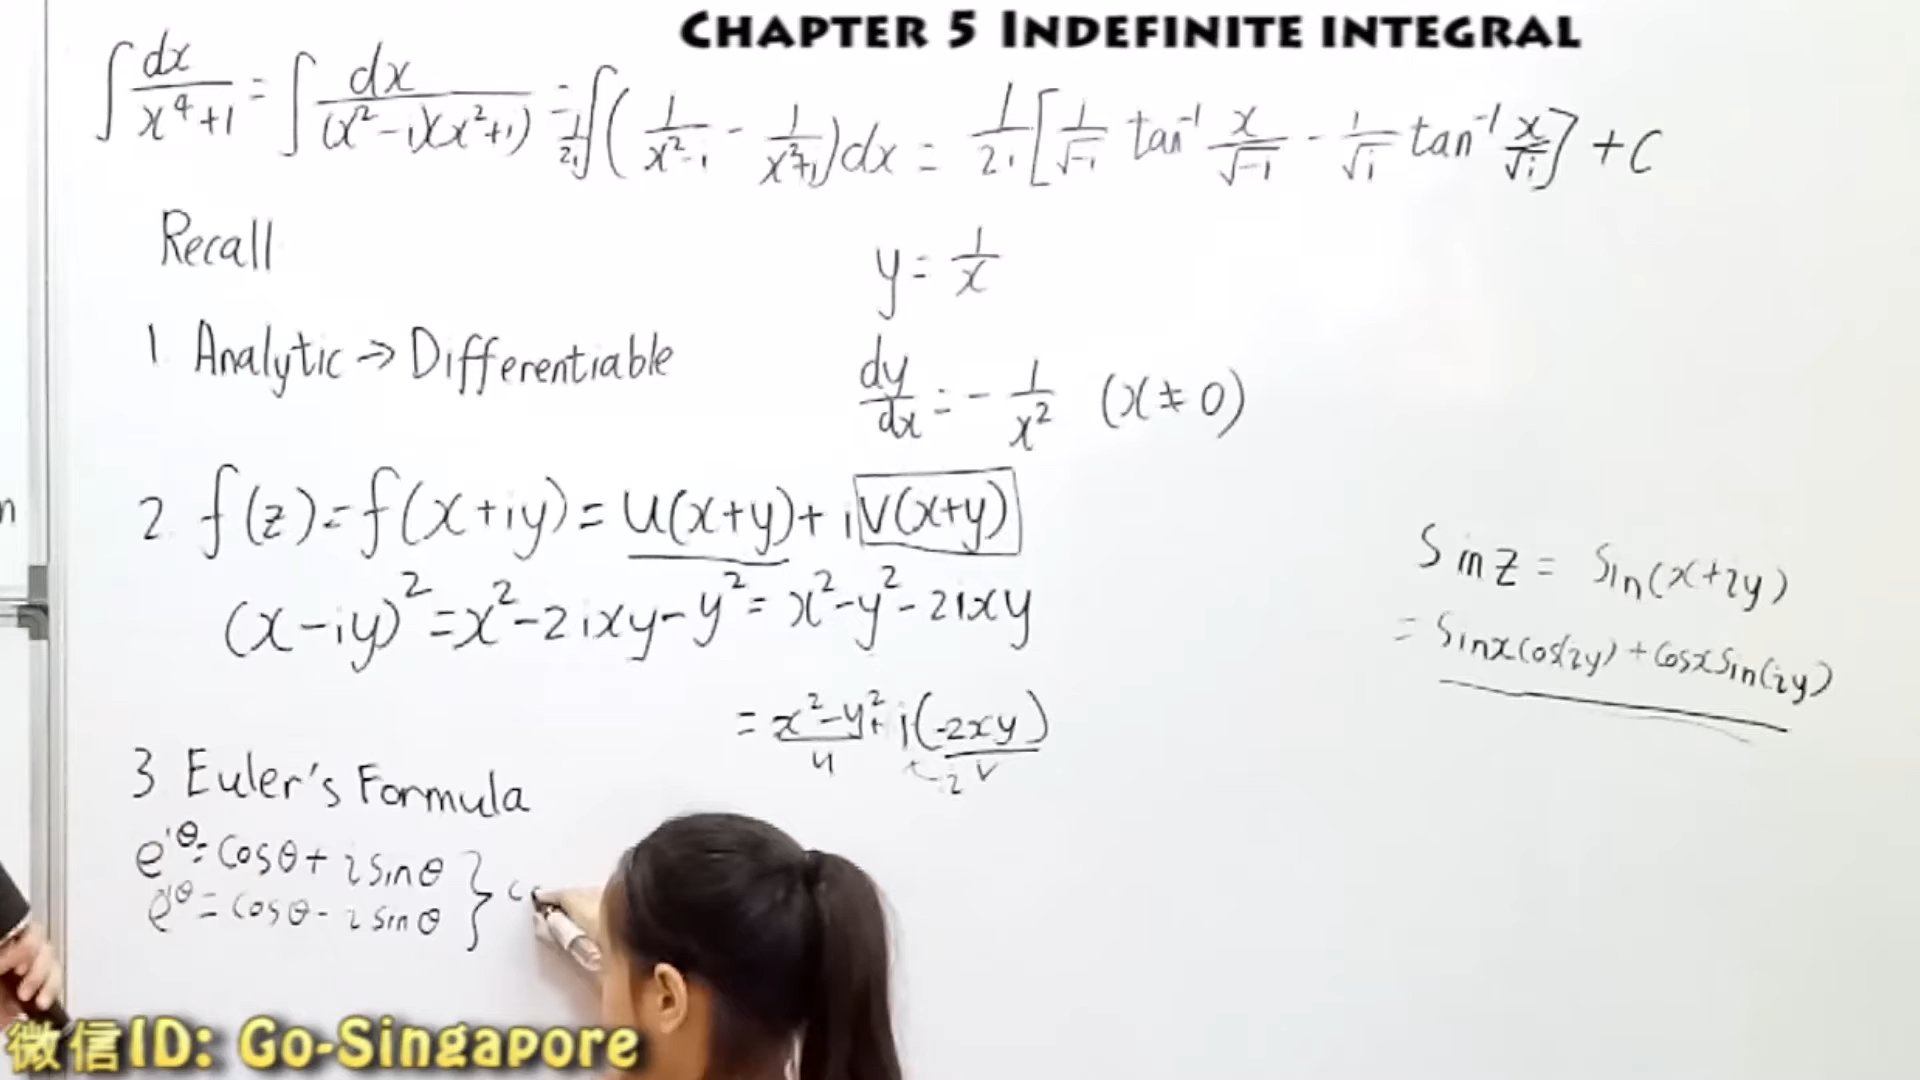 CHAPTER 5 INDEFINITE INTEGRAL
∫ dx/(x⁴+1) = ∫ dx/((x²-i)(x²+i)) = 1/2i ∫ (1/(x²-i) - 1/(x²+i)) dx = 1/2i [1/√-i tan⁻¹ x/√-i - 1/√i tan⁻¹ x/√i] + C
Recall
y = 1/x
1 Analytic → Differentiable
dy/dx = - 1/x² (x ≠ 0)
2. f(z) = f(x+iy) = u(x+y) + i v(x+y)
(x-iy)² = x² - 2ixy - y² = x² - y² - 2ixy
= x² - y² + i(-2xy)
u
i v
sin z = sin(x+iy)
= sinx cos(iy) + cosx sin(iy)
3 Euler's Formula
e^iθ = cosθ + i sinθ
e^iθ = cosθ - i sinθ
微信ID: Go-Singapore